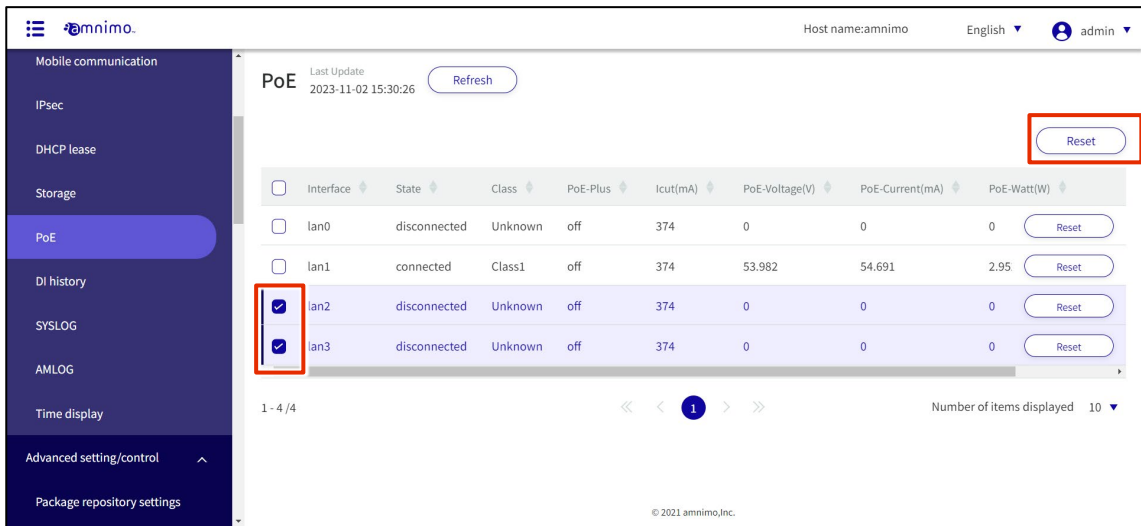 amnimo
Host name:amnimo English admin
Mobile communication
IPsec
DHCP lease
Storage
PoE
DI history
SYSLOG
AMLOG
Time display
Advanced setting/control
Package repository settings
PoE Last Update 2023-11-02 15:30:26 Refresh
Reset
Interface State Class PoE-Plus Icut(mA) PoE-Voltage(V) PoE-Current(mA) PoE-Watt(W)
lan0 disconnected Unknown off 374 0 0 0 Reset
lan1 connected Class1 off 374 53.982 54.691 2.95 Reset
lan2 disconnected Unknown off 374 0 0 0 Reset
lan3 disconnected Unknown off 374 0 0 0 Reset
1 - 4 /4 « < 1 > » Number of items displayed 10
© 2021 amnimo,Inc.